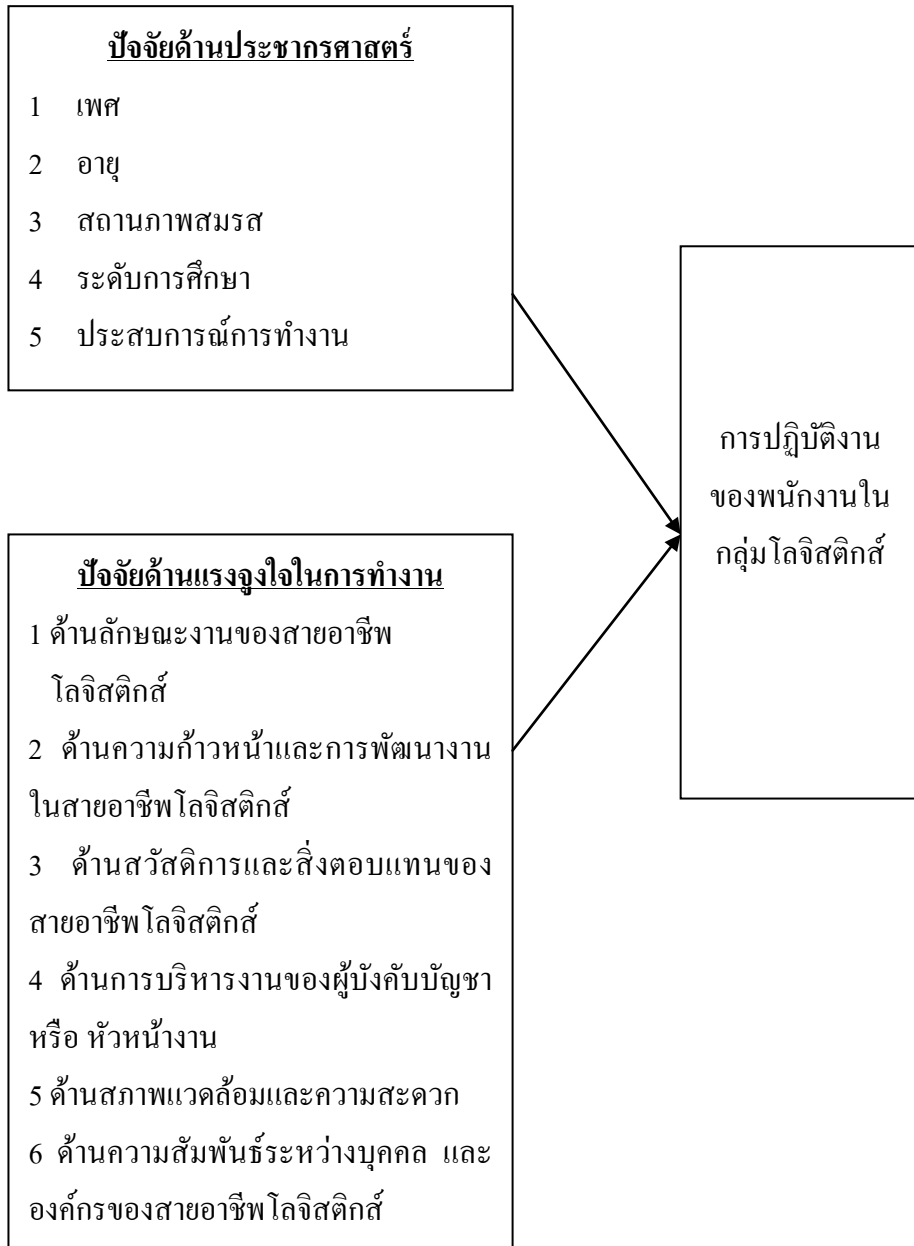 ปัจจัยด้านประชากรศาสตร์
1 เพศ
2 อายุ
3 สถานภาพสมรส
4 ระดับการศึกษา
5 ประสบการณ์การทำงาน
การปฏิบัติงาน
ของพนักงานใน
กลุ่มโลจิสติกส์
ปัจจัยด้านแรงจูงใจในการทำงาน
1 ด้านลักษณะงานของสายอาชีพ
โลจิสติกส์
2 ด้านความก้าวหน้าและการพัฒนางาน
ในสายอาชีพโลจิสติกส์
3 ด้านสวัสดิการและสิ่งตอบแทนของ
สายอาชีพโลจิสติกส์
4 ด้านการบริหารงานของผู้บังคับบัญชา
หรือ หัวหน้างาน
5 ด้านสภาพแวดล้อมและความสะดวก
6 ด้านความสัมพันธ์ระหว่างบุคคล และ
องค์กรของสายอาชีพโลจิสติกส์